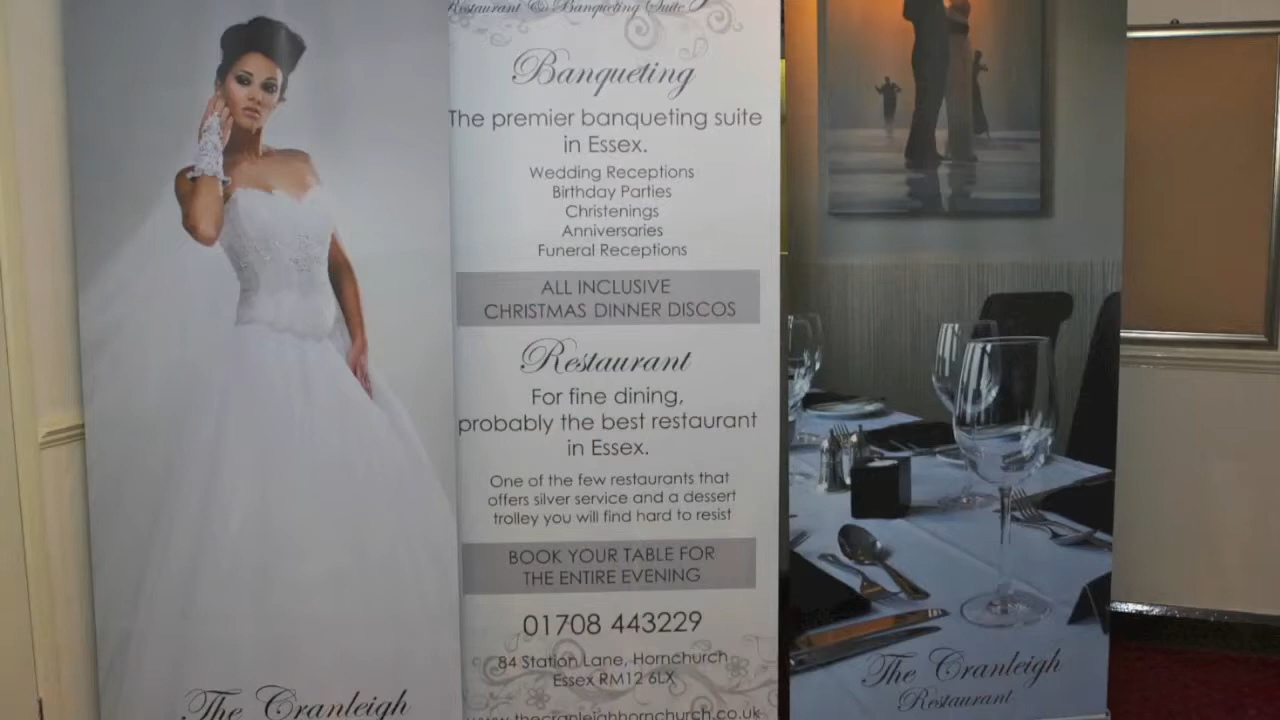 Restaurant & Banqueting Suite
Banqueting
The premier banqueting suite
in Essex.
Wedding Receptions
Birthday Parties
Christenings
Anniversaries
Funeral Receptions
ALL INCLUSIVE
CHRISTMAS DINNER DISCOS
Restaurant
For fine dining,
probably the best restaurant
in Essex.
One of the few restaurants that
offers silver service and a dessert
trolley you will find hard to resist
BOOK YOUR TABLE FOR
THE ENTIRE EVENING
01708 443229
84 Station Lane, Hornchurch
Essex RM12 6LX
www.thecranleighhornchurch.co.uk
The Cranleigh
The Cranleigh
Restaurant